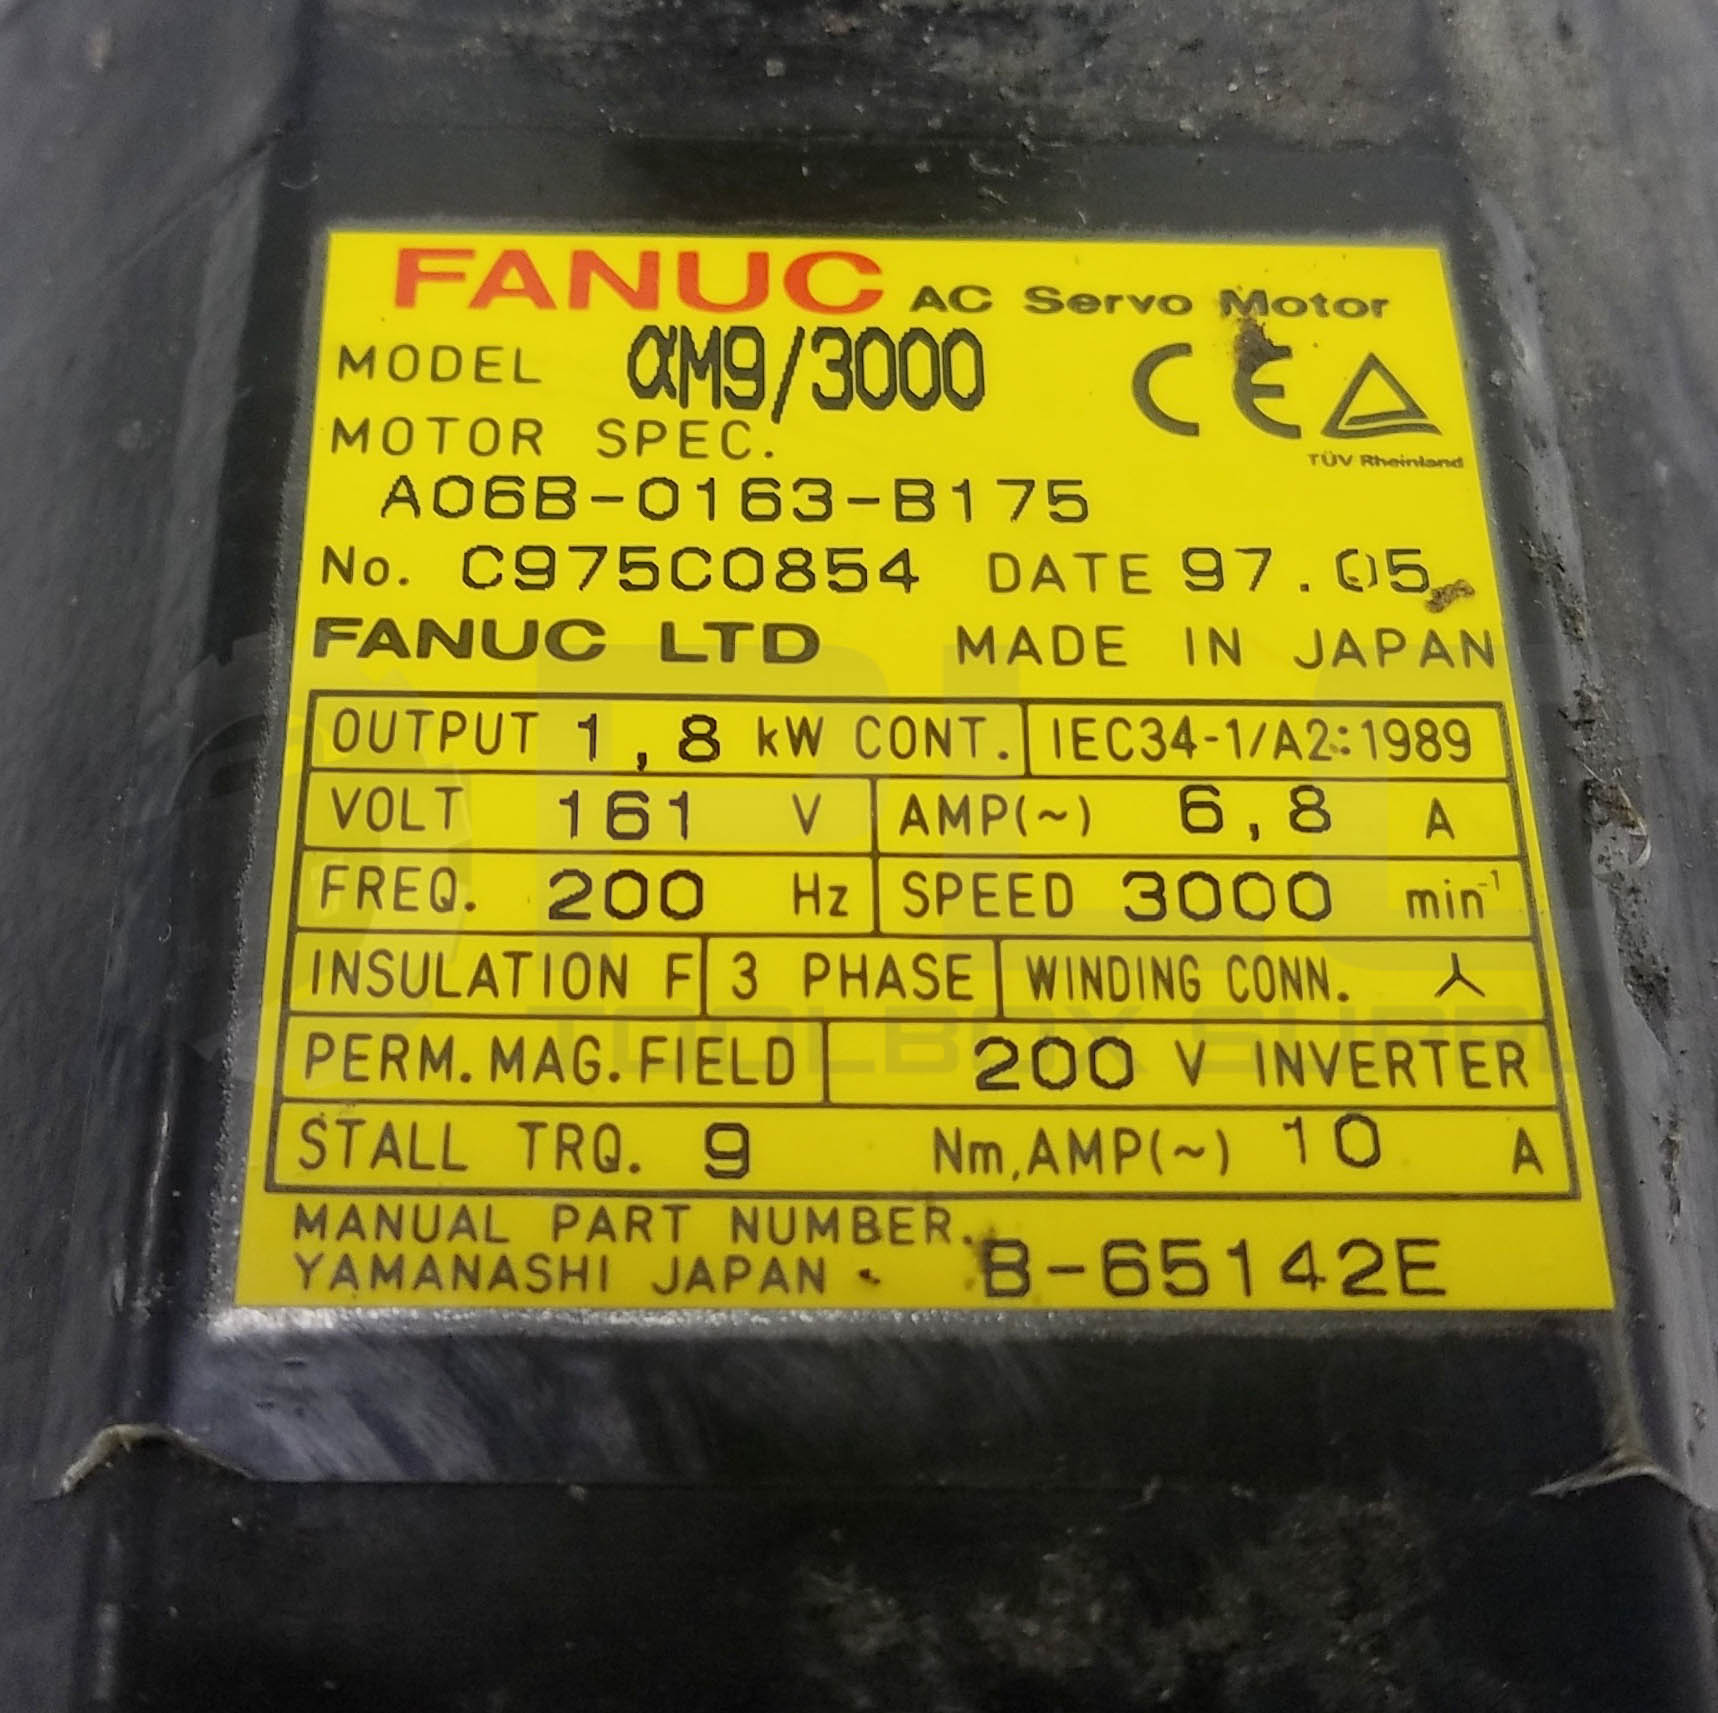 FANUC AC Servo Motor
MODEL αM9/3000 CE
TÜV Rheinland
MOTOR SPEC.
A06B-0163-B175
No. C975C0854 DATE 97.05
FANUC LTD MADE IN JAPAN
OUTPUT 1,8 kW CONT. IEC34-1/A2:1989
VOLT 161 V AMP(~) 6,8 A
FREQ. 200 Hz SPEED 3000 min⁻¹
INSULATION F 3 PHASE WINDING CONN.
PERM.MAG.FIELD 200 V INVERTER
STALL TRQ. 9 Nm,AMP(~) 10 A
MANUAL PART NUMBER.
YAMANASHI JAPAN B-65142E
PLC
TOOLBOX